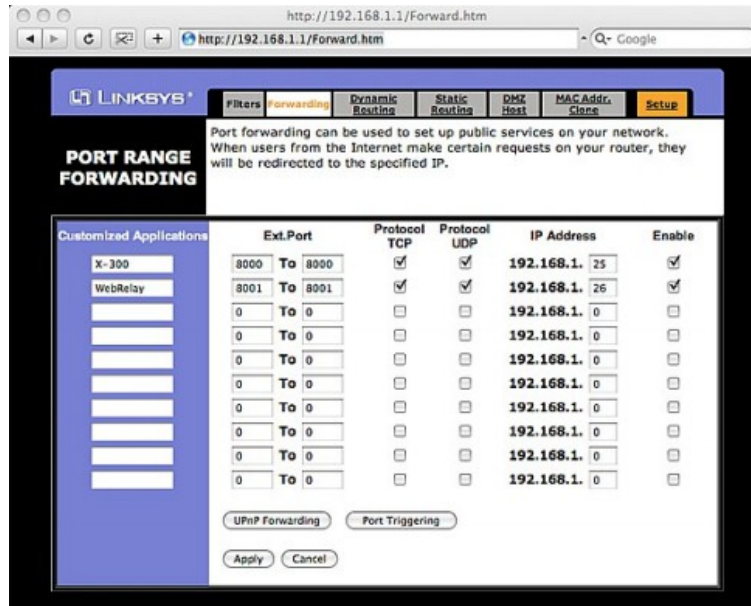 http://192.168.1.1/Forward.htm
http://192.168.1.1/Forward.htm
Google
LINKSYS®
Filters Forwarding Dynamic Routing Static Routing DMZ Host MAC Addr. Clone Setup
PORT RANGE FORWARDING
Port forwarding can be used to set up public services on your network.
When users from the Internet make certain requests on your router, they
will be redirected to the specified IP.
Customized Applications Ext.Port Protocol TCP Protocol UDP IP Address Enable
X-300 8000 To 8000 192.168.1. 25
WebRelay 8001 To 8001 192.168.1. 26
0 To 0 192.168.1. 0
0 To 0 192.168.1. 0
0 To 0 192.168.1. 0
0 To 0 192.168.1. 0
0 To 0 192.168.1. 0
0 To 0 192.168.1. 0
0 To 0 192.168.1. 0
0 To 0 192.168.1. 0
UPnP Forwarding Port Triggering
Apply Cancel